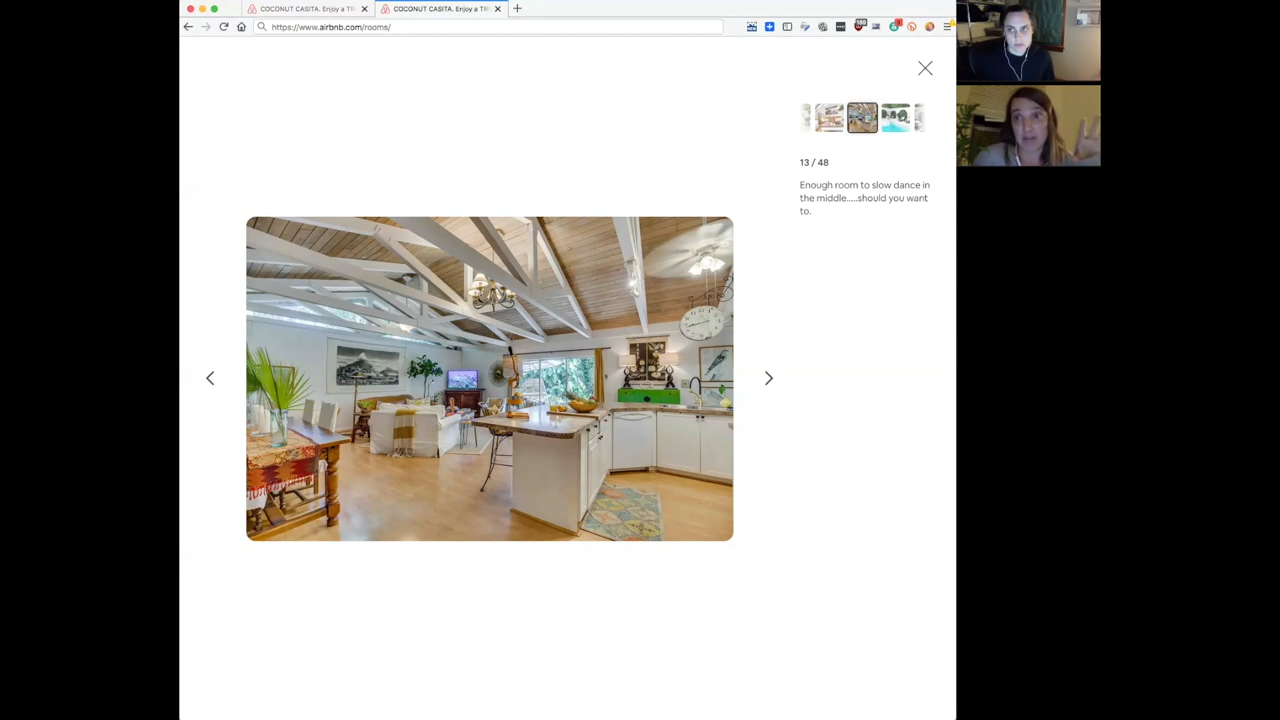 COCONUT CASITA. Enjoy a TR
COCONUT CASITA. Enjoy a TR
https://www.airbnb.com/rooms/
13 / 48
Enough room to slow dance in
the middle.....should you want
to.